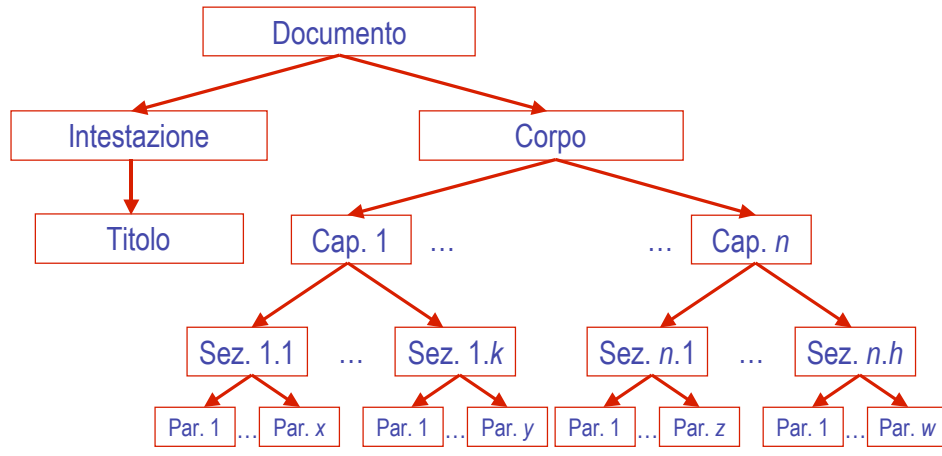 Documento
Intestazione Corpo
Titolo Cap. 1 … … Cap. n
Sez. 1.1 … Sez. 1.k Sez. n.1 … Sez. n.h
Par. 1 … Par. x Par. 1 … Par. y Par. 1 … Par. z Par. 1 … Par. w